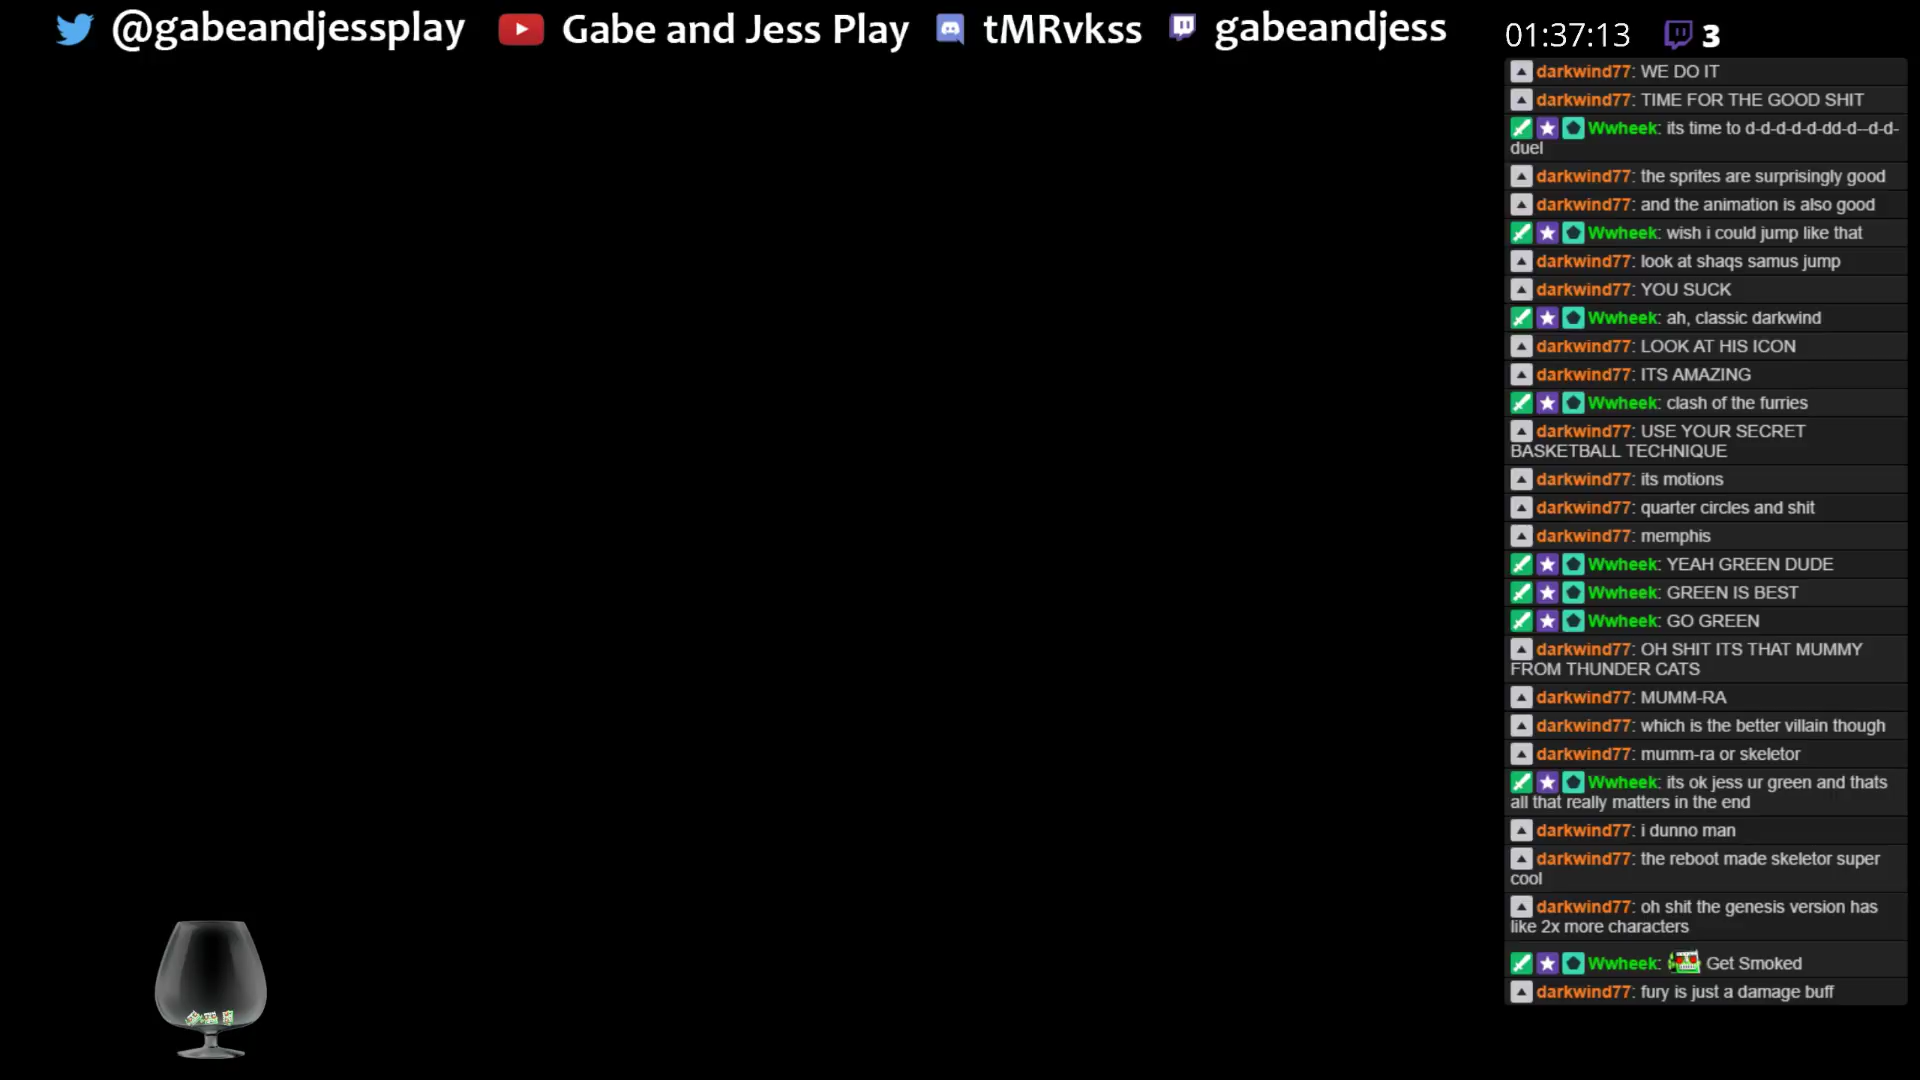 @gabeandjessplay Gabe and Jess Play tMRvkss gabeandjess 01:37:13 3
darkwind77: WE DO IT
darkwind77: TIME FOR THE GOOD SHIT
Wwheek: its time to d-d-d-d-d-dd-d--d-d-
duel
darkwind77: the sprites are surprisingly good
darkwind77: and the animation is also good
Wwheek: wish i could jump like that
darkwind77: look at shaqs samus jump
darkwind77: YOU SUCK
Wwheek: ah, classic darkwind
darkwind77: LOOK AT HIS ICON
darkwind77: ITS AMAZING
Wwheek: clash of the furries
darkwind77: USE YOUR SECRET
BASKETBALL TECHNIQUE
darkwind77: its motions
darkwind77: quarter circles and shit
darkwind77: memphis
Wwheek: YEAH GREEN DUDE
Wwheek: GREEN IS BEST
Wwheek: GO GREEN
darkwind77: OH SHIT ITS THAT MUMMY
FROM THUNDER CATS
darkwind77: MUMM-RA
darkwind77: which is the better villain though
darkwind77: mumm-ra or skeletor
Wwheek: its ok jess ur green and thats
all that really matters in the end
darkwind77: i dunno man
darkwind77: the reboot made skeletor super
cool
darkwind77: oh shit the genesis version has
like 2x more characters
Wwheek: Get Smoked
darkwind77: fury is just a damage buff